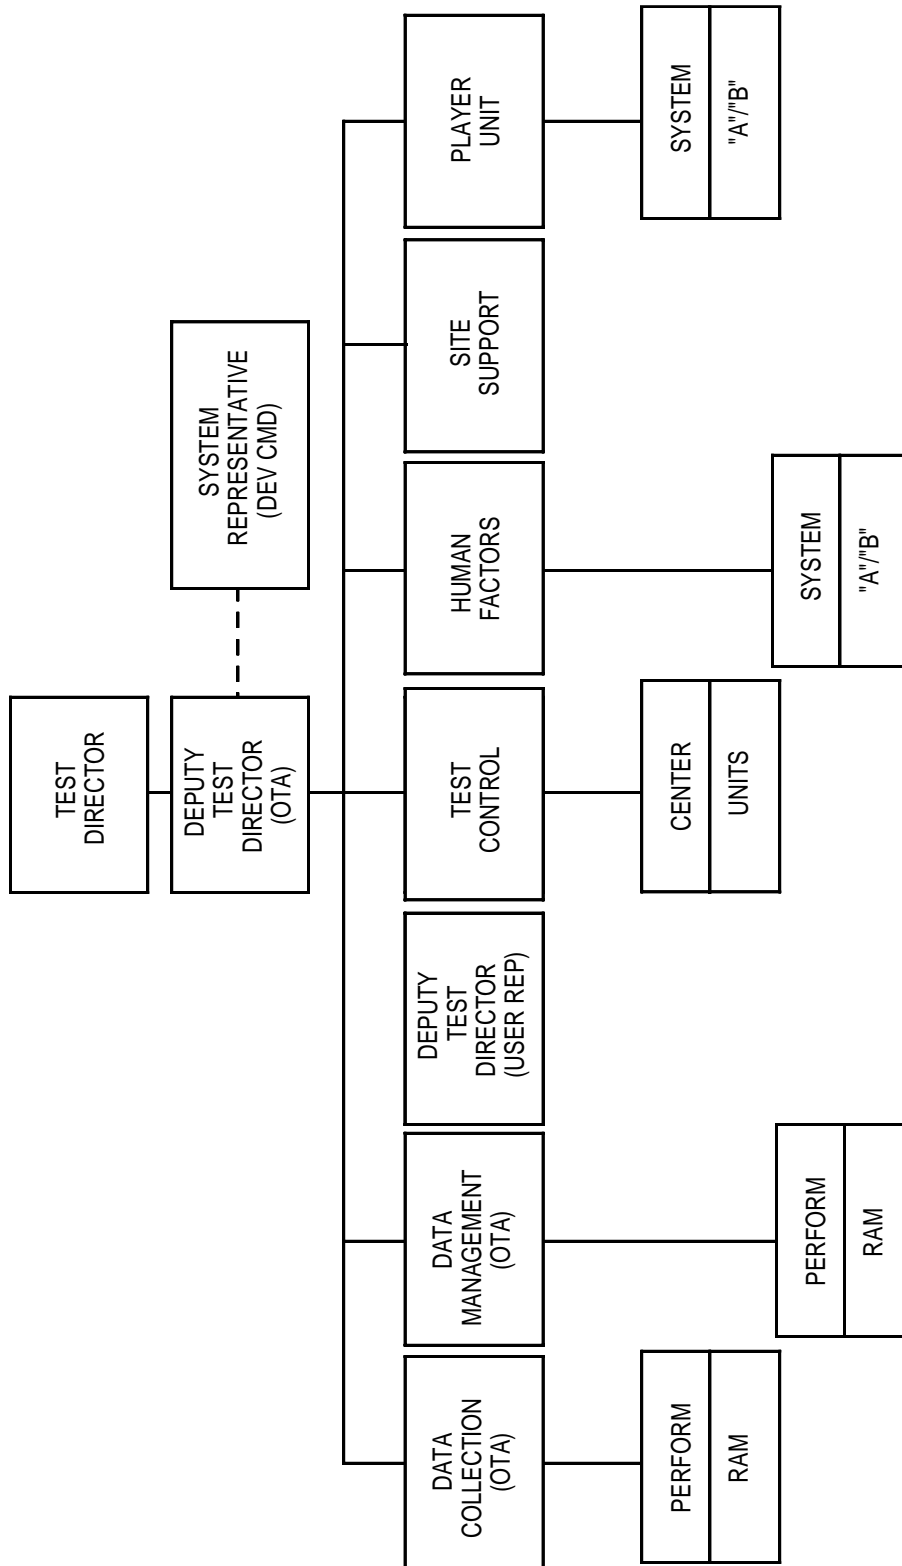 TEST
DIRECTOR
DEPUTY
TEST
DIRECTOR
(OTA)
SYSTEM
REPRESENTATIVE
(DEV CMD)
DATA
COLLECTION
(OTA)
DATA
MANAGEMENT
(OTA)
DEPUTY
TEST
DIRECTOR
(USER REP)
TEST
CONTROL
HUMAN
FACTORS
SITE
SUPPORT
PLAYER
UNIT
PERFORM
RAM
PERFORM
RAM
CENTER
UNITS
SYSTEM
"A"/"B"
SYSTEM
"A"/"B"